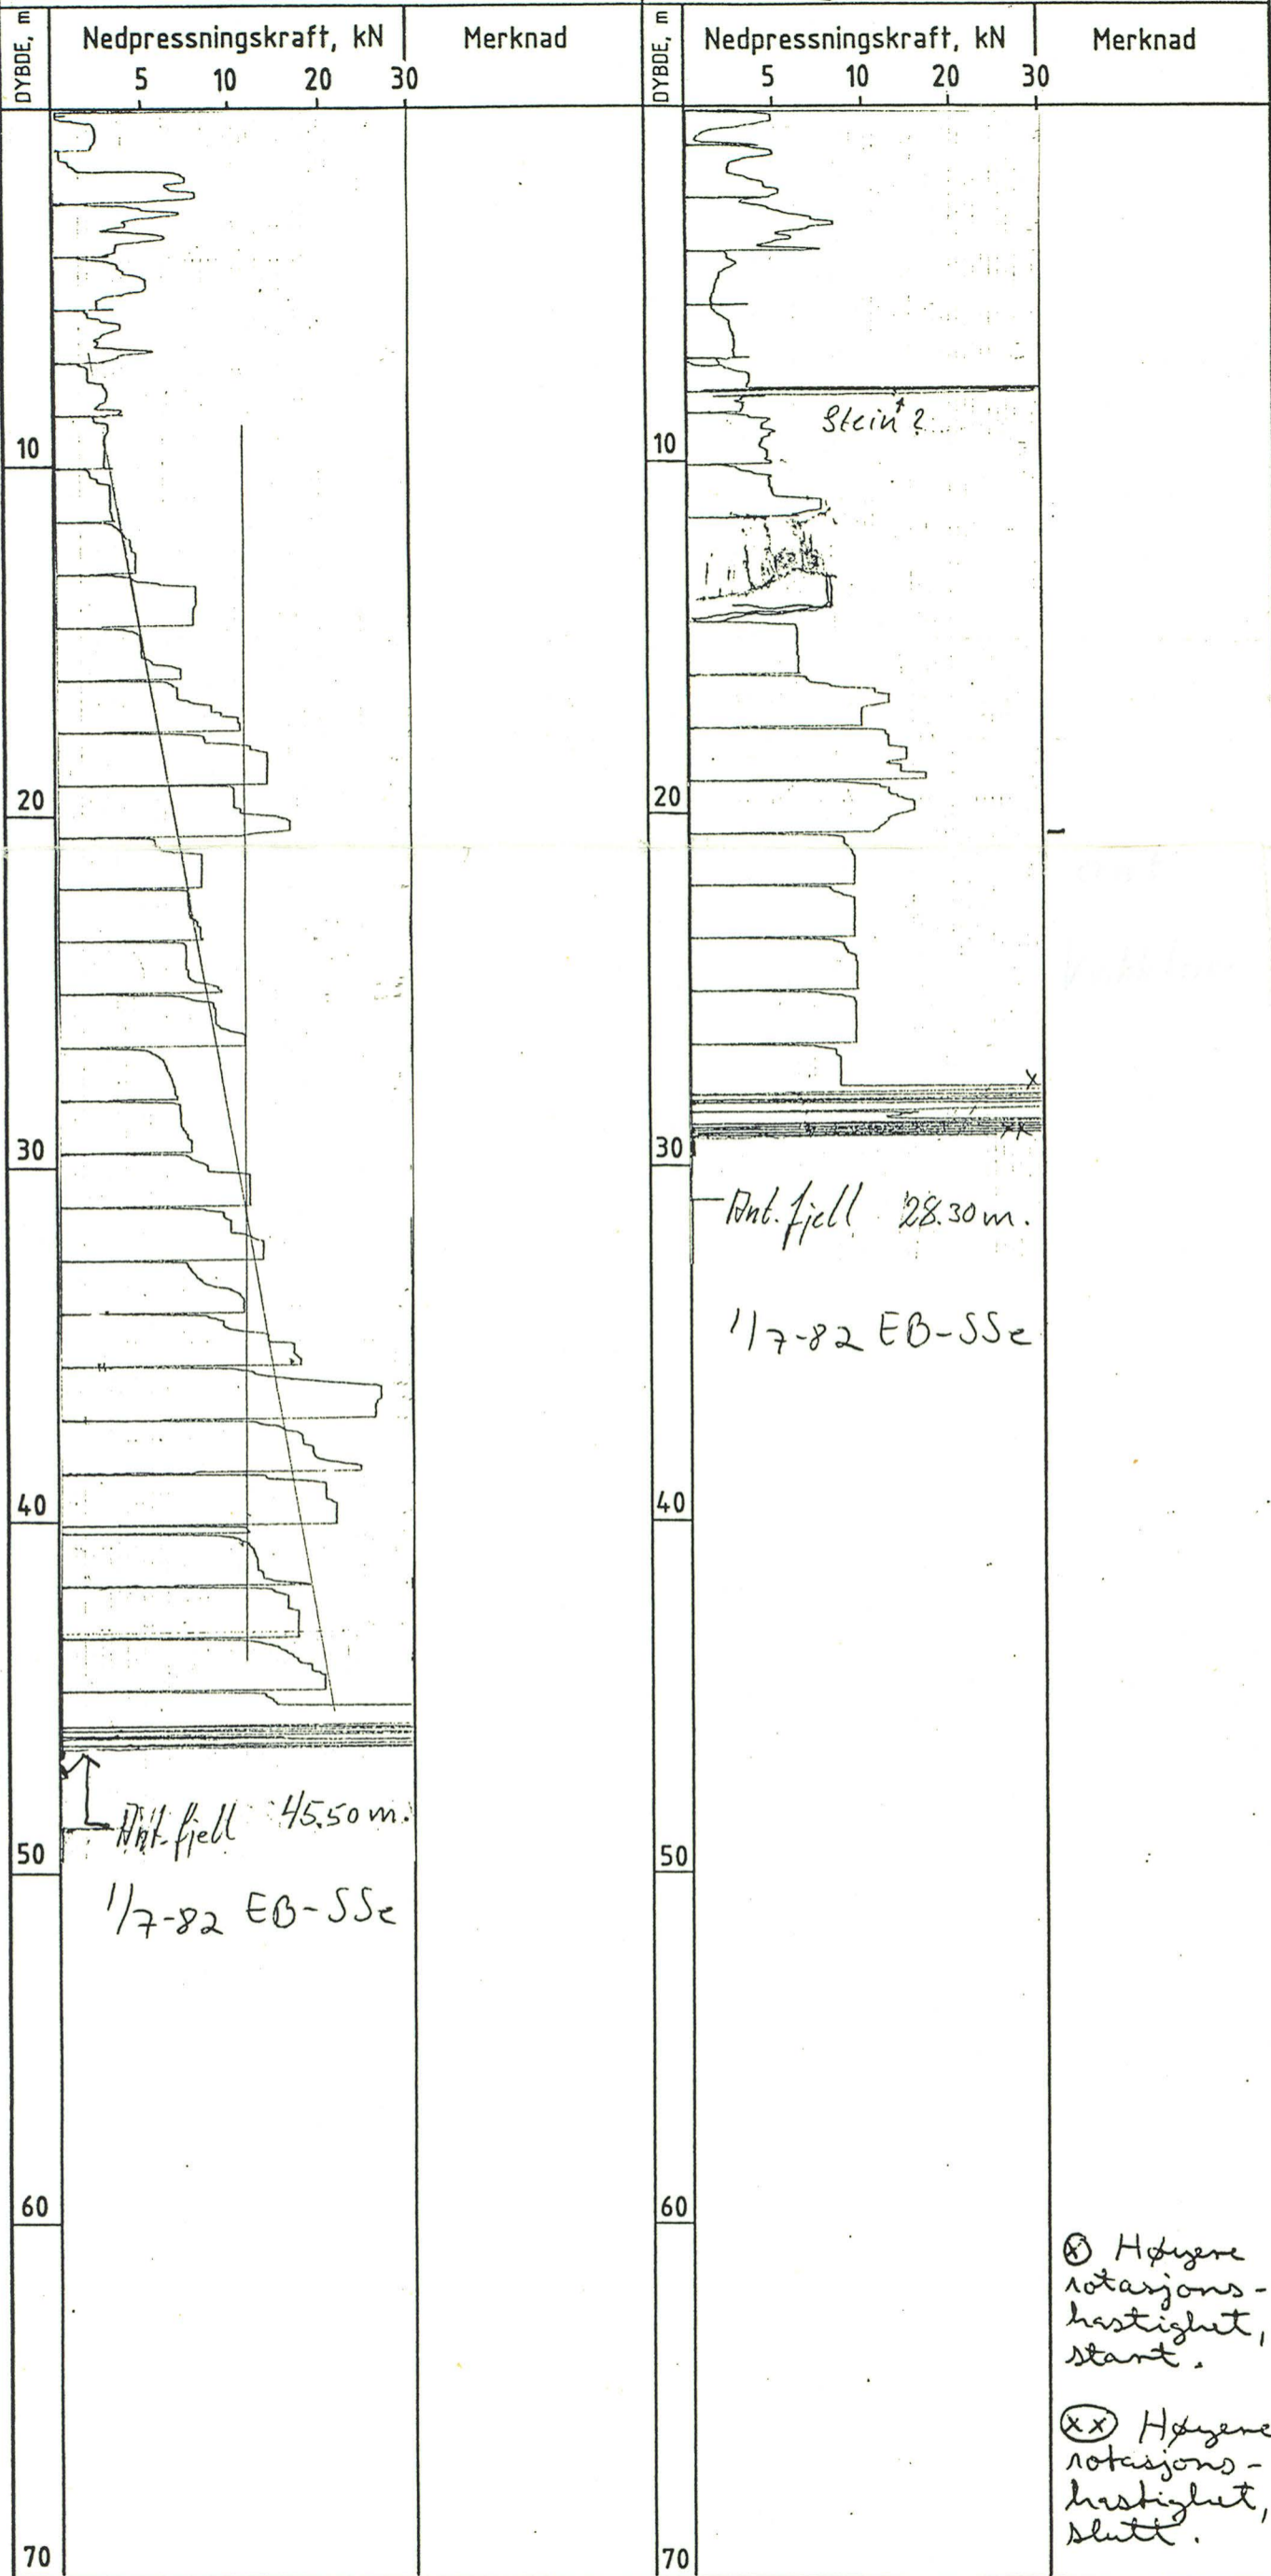 DYBDE, m
Nedpressningskraft, kN
Merknad
5 10 20 30
10
20
30
40
Ant. fjell 45.50 m.
50
1/7-82 EB-SSe
60
70
DYBDE, m
Nedpressningskraft, kN
Merknad
5 10 20 30
Stein?
10
20
x
xx
30
Ant. fjell 28.30 m.
1/7-82 EB-SSe
40
50
60
70
(x) Høyere
rotasjons-
hastighet,
start.
(xx) Høyere
rotasjons-
hastighet,
slutt.